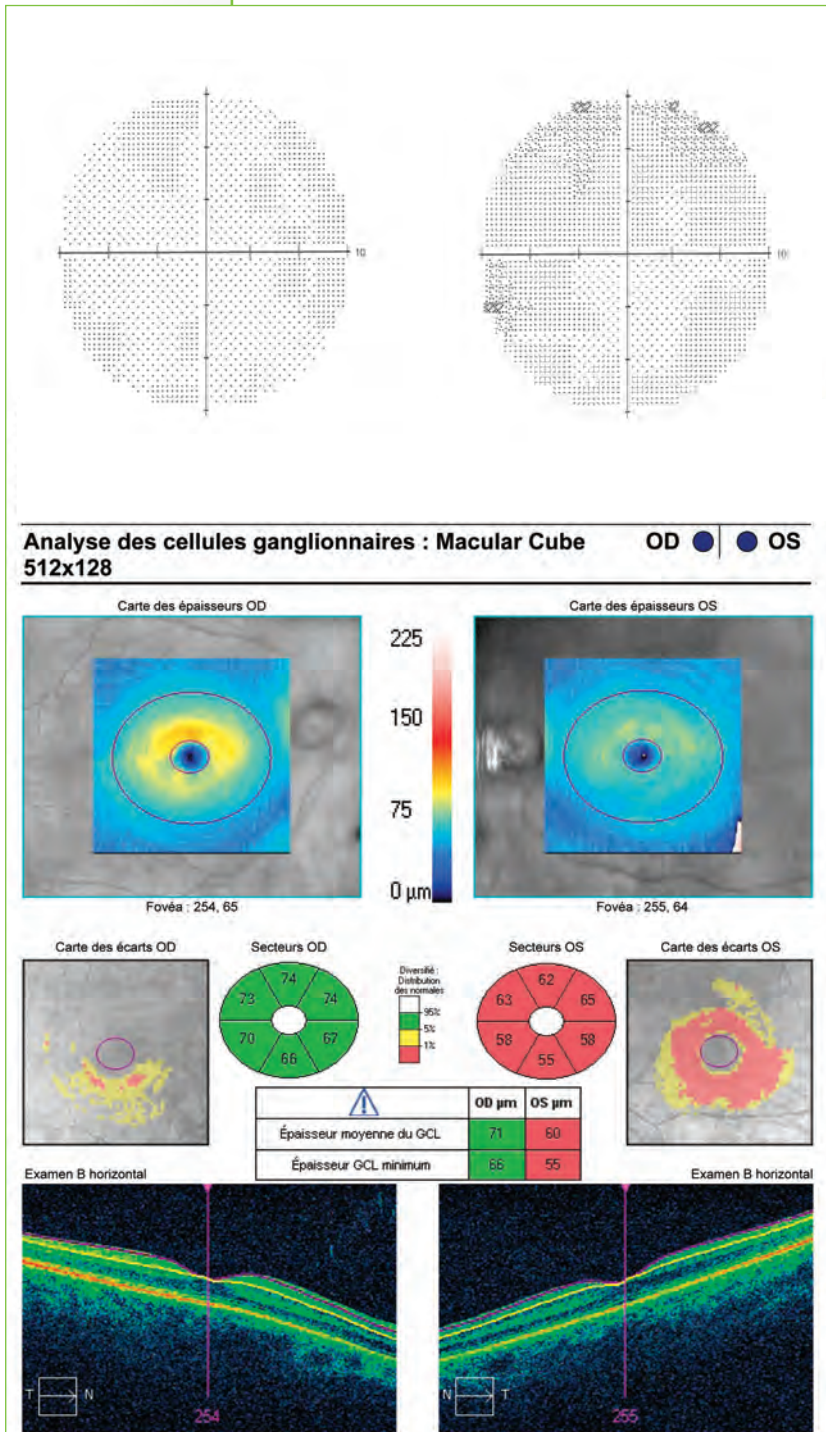 10
10
Analyse des cellules ganglionnaires : Macular Cube 512x128
OD OS
Carte des épaisseurs OD
Carte des épaisseurs OS
225
150
75
0 µm
Fovéa : 254, 65
Fovéa : 255, 64
Carte des écarts OD
Secteurs OD
Diversifié :
Distribution
des normales
95%
5%
1%
Secteurs OS
Carte des écarts OS
74
73 74
70 67
66
62
63 65
58 58
55
OD µm OS µm
Épaisseur moyenne du GCL 71 60
Épaisseur GCL minimum 66 55
Examen B horizontal
Examen B horizontal
T N
254
N T
255